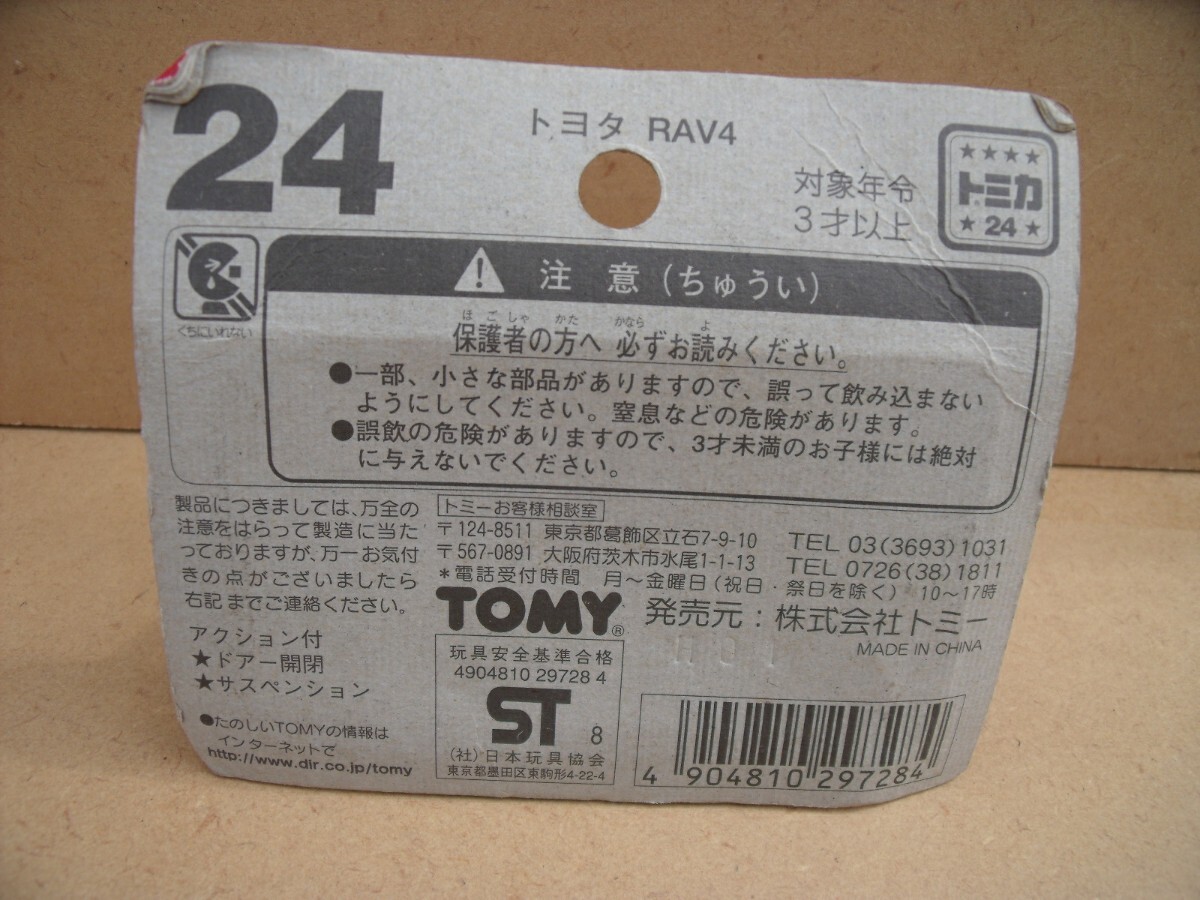 24
トヨタ RAV4
対象年令
3才以上
★★★★
トミカ
★24★
くちにいれない
注 意 (ちゅうい)
ほごしゃ かた かなら よ
保護者の方へ 必ずお読みください。
●一部、小さな部品がありますので、誤って飲み込まない
ようにしてください。窒息などの危険があります。
●誤飲の危険がありますので、3才未満のお子様には絶対
に与えないでください。
製品につきましては、万全の
注意をはらって製造に当た
っておりますが、万一お気付
きの点がございましたら
右記までご連絡ください。
アクション付
★ドアー開閉
★サスペンション
●たのしいTOMYの情報は
インターネットで
http://www.dir.co.jp/tomy
トミーお客様相談室
〒124-8511 東京都葛飾区立石7-9-10 TEL 03(3693)1031
〒567-0891 大阪府茨木市水尾1-1-13 TEL 0726(38)1811
*電話受付時間 月〜金曜日(祝日・祭日を除く) 10〜17時
TOMY® 発売元:株式会社トミー
MADE IN CHINA
玩具安全基準合格
4904810 29728 4
ST 8
(社)日本玩具協会
東京都墨田区東駒形4-22-4
4 904810 297284